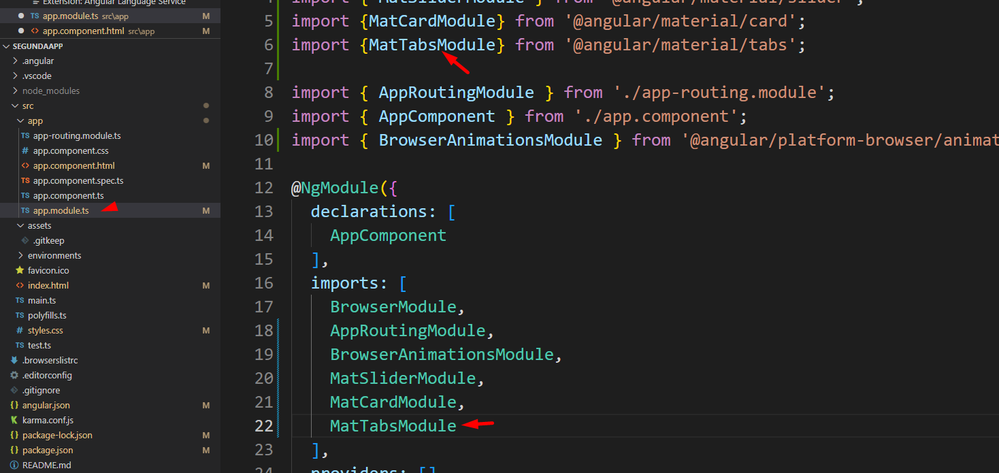 Extension: Angular Language Service
TS app.module.ts src\app M
<> app.component.html src\app M
SEGUNDAAPP
.angular
.vscode
node_modules
src
app
TS app-routing.module.ts
# app.component.css
<> app.component.html M
TS app.component.spec.ts
TS app.component.ts
TS app.module.ts M
assets
.gitkeep
environments
favicon.ico
<> index.html M
TS main.ts
TS polyfills.ts
# styles.css M
TS test.ts
.browserslistrc
.editorconfig
.gitignore
{} angular.json M
K karma.conf.js
{} package-lock.json M
{} package.json M
README.md
4 import { MatSliderModule } from '@angular/material/slider';
5 import {MatCardModule} from '@angular/material/card';
6 import {MatTabsModule} from '@angular/material/tabs';
7
8 import { AppRoutingModule } from './app-routing.module';
9 import { AppComponent } from './app.component';
10 import { BrowserAnimationsModule } from '@angular/platform-browser/animat
11
12 @NgModule({
13 declarations: [
14 AppComponent
15 ],
16 imports: [
17 BrowserModule,
18 AppRoutingModule,
19 BrowserAnimationsModule,
20 MatSliderModule,
21 MatCardModule,
22 MatTabsModule
23 ],
24 providers: []